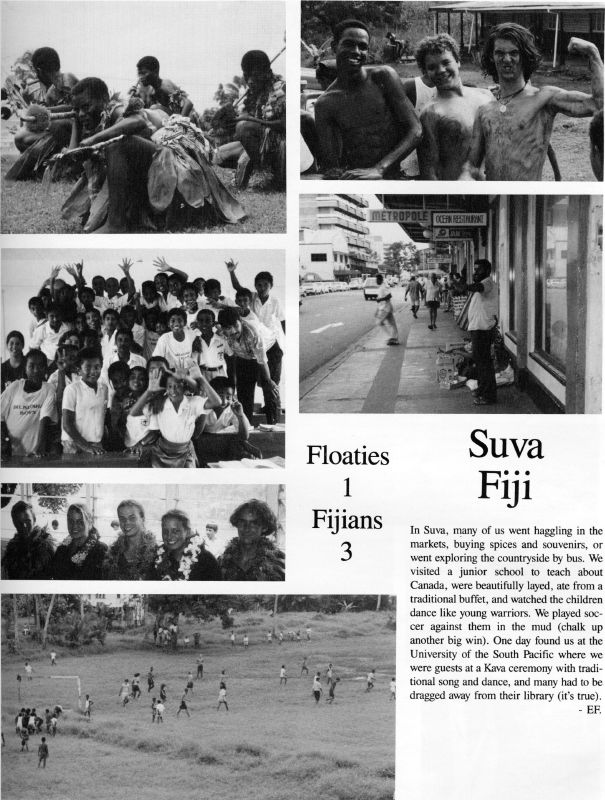 METROPOLE
OCEAN RESTAURANT
Floaties
1
Fijians
3
Suva
Fiji
In Suva, many of us went haggling in the
markets, buying spices and souvenirs, or
went exploring the countryside by bus. We
visited a junior school to teach about
Canada, were beautifully layed, ate from a
traditional buffet, and watched the children
dance like young warriors. We played soc-
cer against them in the mud (chalk up
another big win). One day found us at the
University of the South Pacific where we
were guests at a Kava ceremony with tradi-
tional song and dance, and many had to be
dragged away from their library (it's true).
- EF.